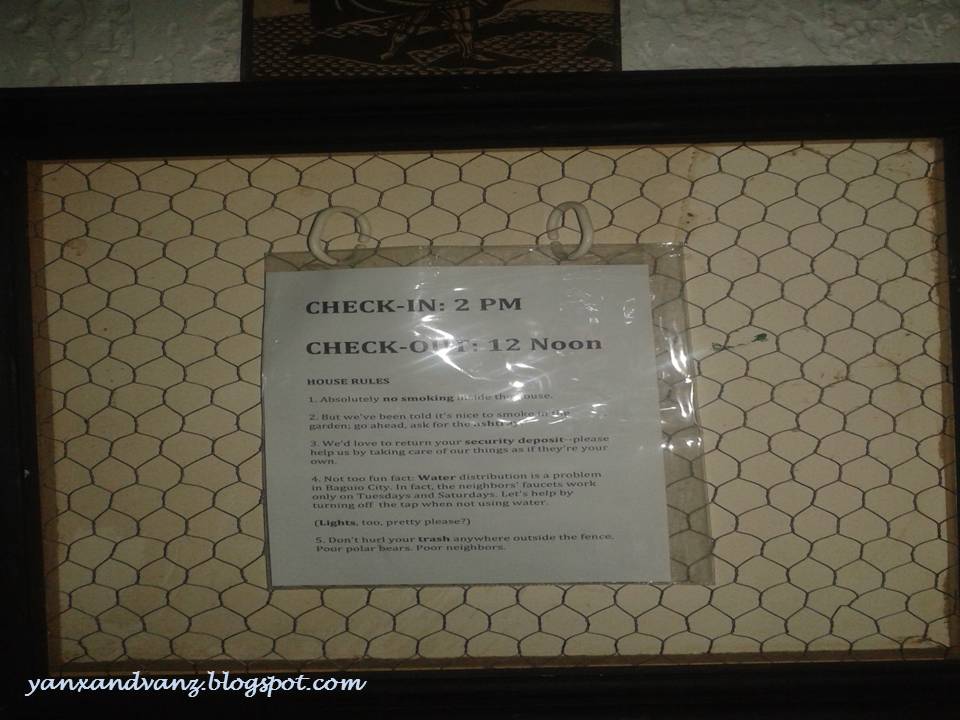 CHECK-IN: 2 PM
CHECK-OUT: 12 Noon
HOUSE RULES
1. Absolutely no smoking inside the house.
2. But we've been told it's nice to smoke in the
garden; go ahead, ask for the
3. We'd love to return your security deposit--please
help us by taking care of our things as if they're your
own.
4. Not too fun fact: Water distribution is a problem
in Baguio City. In fact, the neighbors' faucets work
only on Tuesdays and Saturdays. Let's help by
turning off the tap when not using water.
(Lights, too, pretty please?)
5. Don't hurl your trash anywhere outside the fence.
Poor polar bears. Poor neighbors.
yanxandvanz.blogspot.com